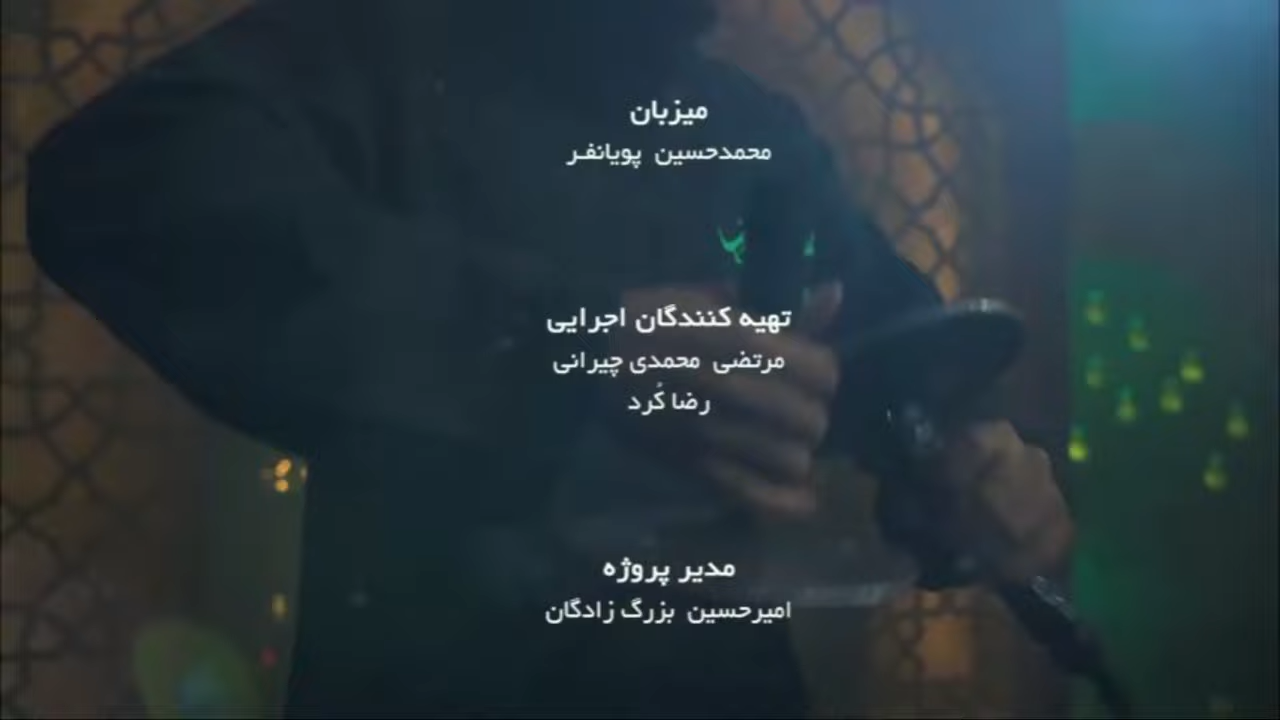 میزبان
محمدحسین پویانفر
تهیه کنندگان اجرایی
مرتضی محمدی چیرانی
رضا کُرد
مدیر پروژه
امیرحسین بزرگ زادگان